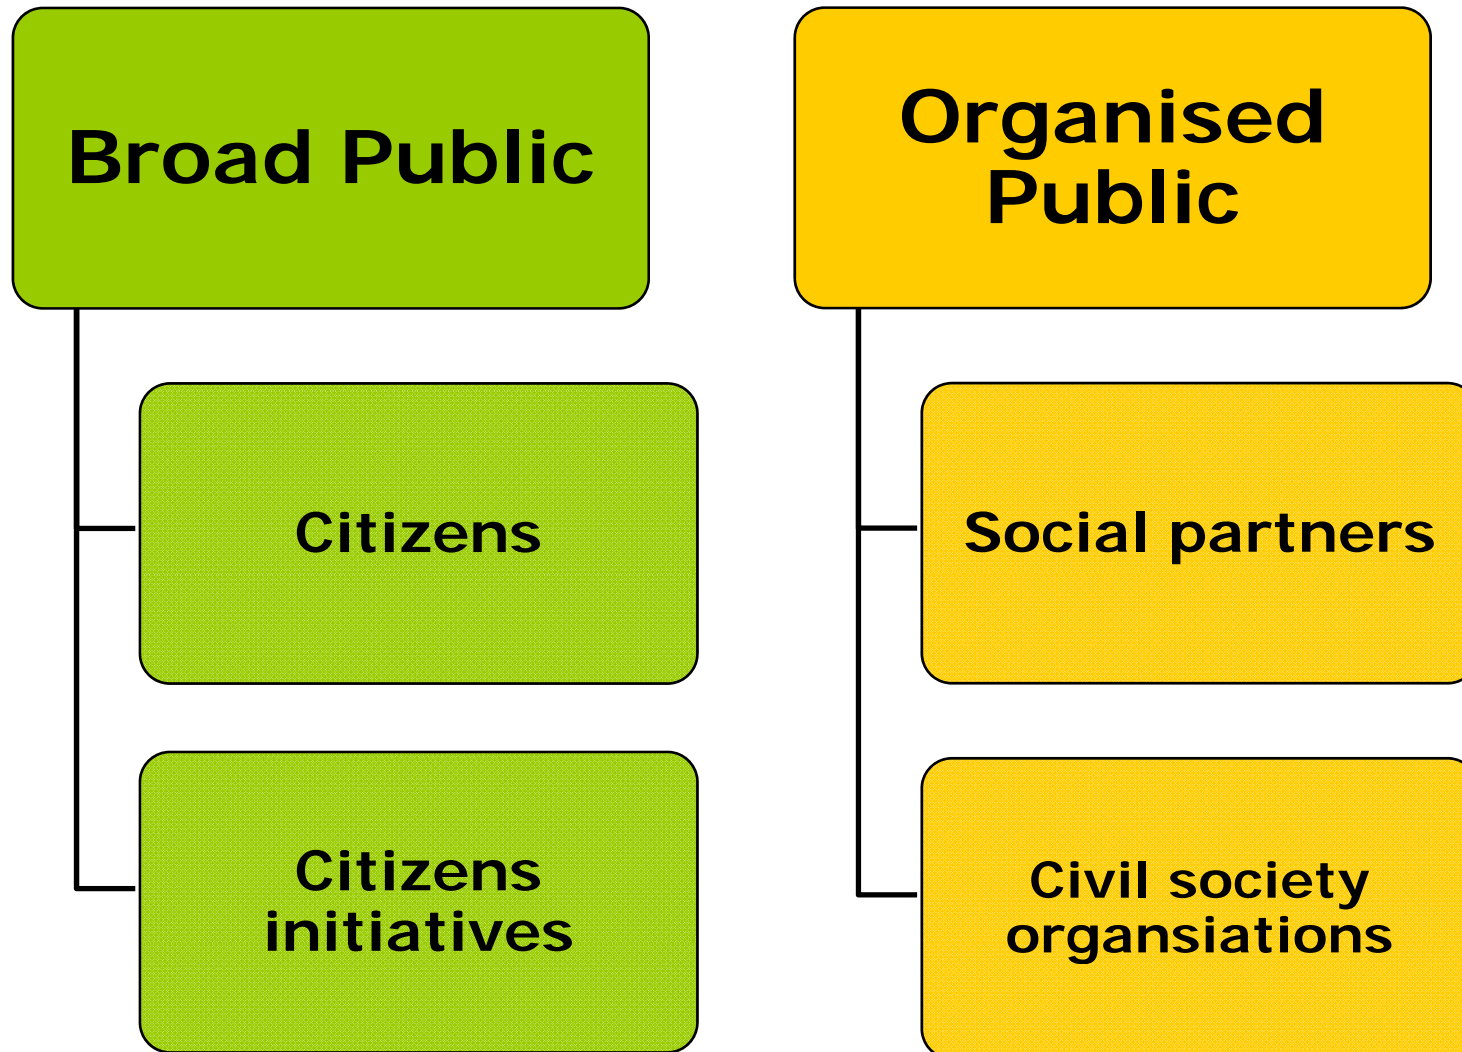 Broad Public
Citizens
Citizens
initiatives
Organised
Public
Social partners
Civil society
organsiations